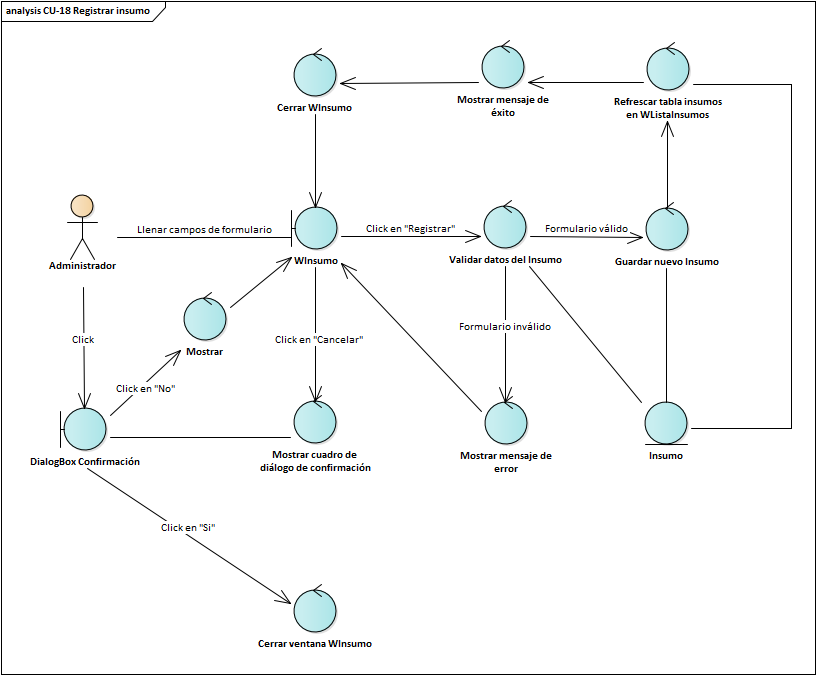 analysis CU-18 Registrar insumo
Cerrar WInsumo
Mostrar mensaje de
éxito
Refrescar tabla insumos
en WListaInsumos
Administrador
Llenar campos de formulario
WInsumo
Click en "Registrar"
Validar datos del Insumo
Formulario válido
Guardar nuevo Insumo
Click
Mostrar
Click en "No"
Click en "Cancelar"
Formulario inválido
DialogBox Confirmación
Mostrar cuadro de
diálogo de confirmación
Mostrar mensaje de
error
Insumo
Click en "Si"
Cerrar ventana WInsumo